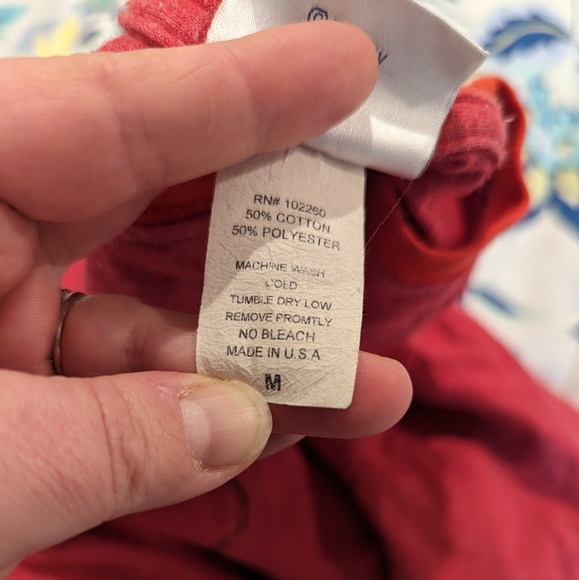 RN# 102260
50% COTTON
50% POLYESTER
MACHINE WASH
COLD
TUMBLE DRY LOW
REMOVE PROMTLY
NO BLEACH
MADE IN U.S.A
M